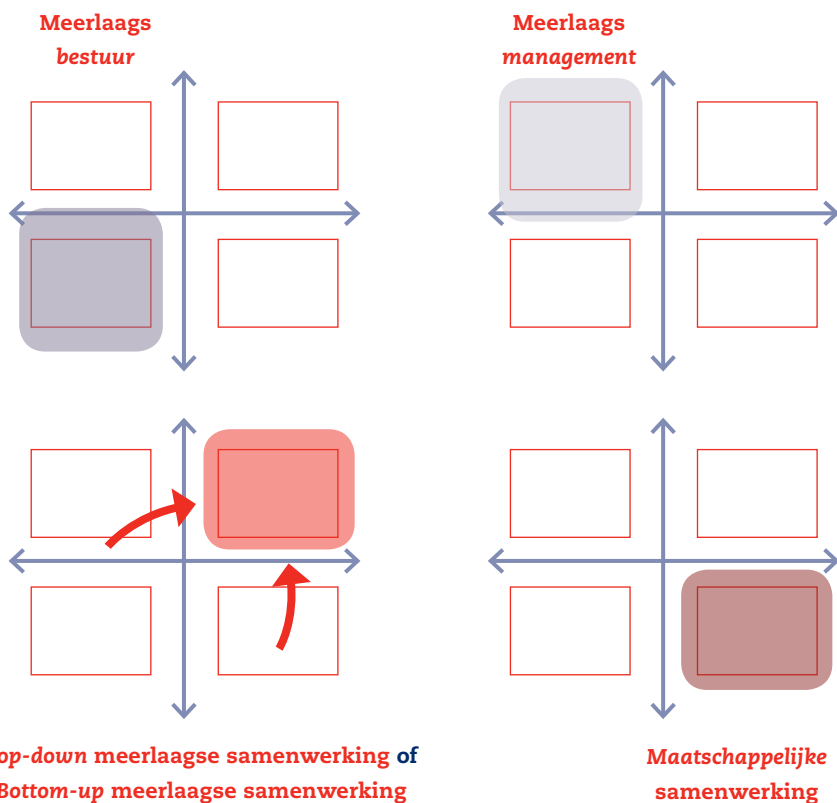 Meerlaags
bestuur
Meerlaags
management
op-down meerlaagse samenwerking of
Bottom-up meerlaagse samenwerking
Maatschappelijke
samenwerking